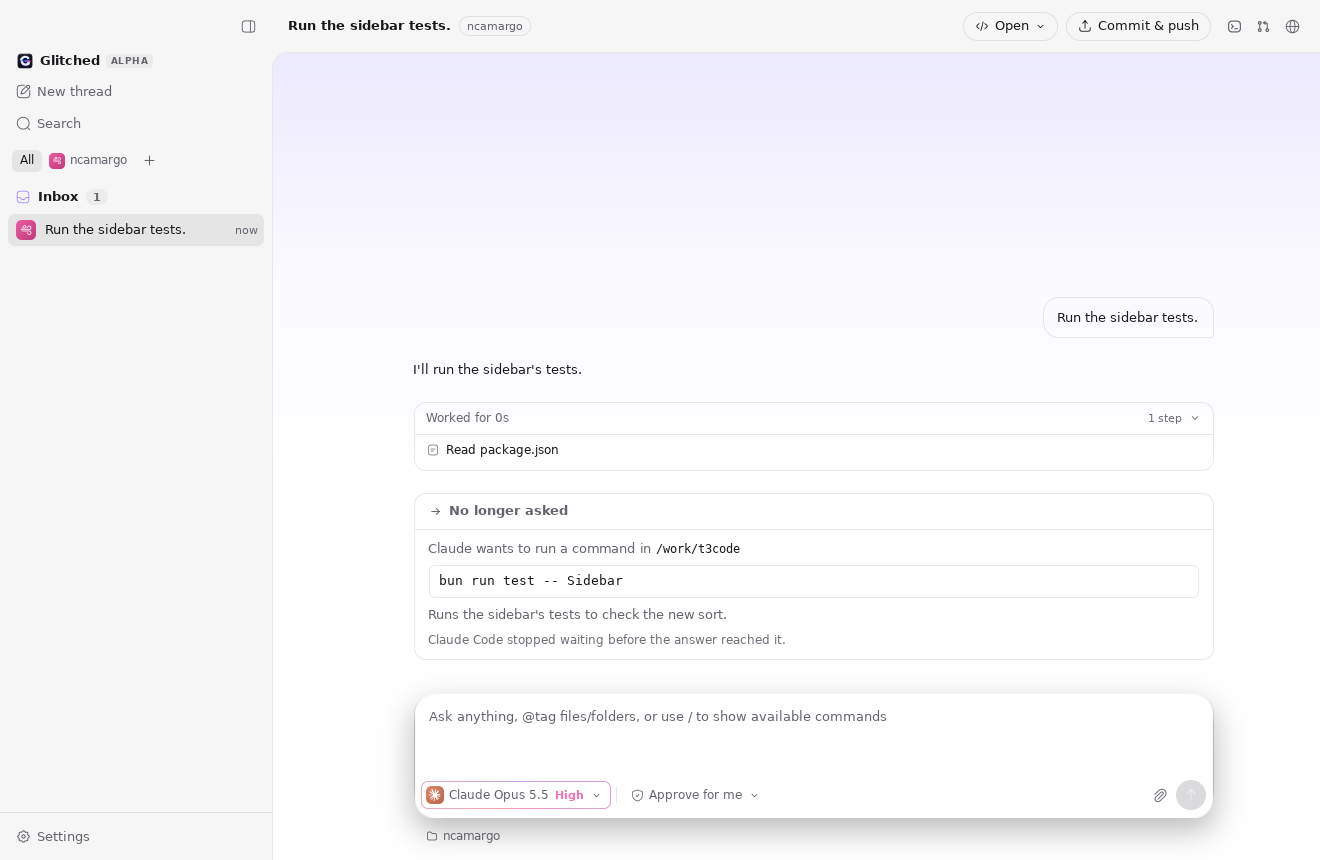 Run the sidebar tests.
ncamargo
Open
Commit & push
Glitched
ALPHA
New thread
Search
All
ncamargo
Inbox
1
Run the sidebar tests.
now
Run the sidebar tests.
I'll run the sidebar's tests.
Worked for 0s
1 step
Read package.json
No longer asked
Claude wants to run a command in /work/t3code
bun run test -- Sidebar
Runs the sidebar's tests to check the new sort.
Claude Code stopped waiting before the answer reached it.
Ask anything, @tag files/folders, or use / to show available commands
Claude Opus 5.5 High
Approve for me
ncamargo
Settings